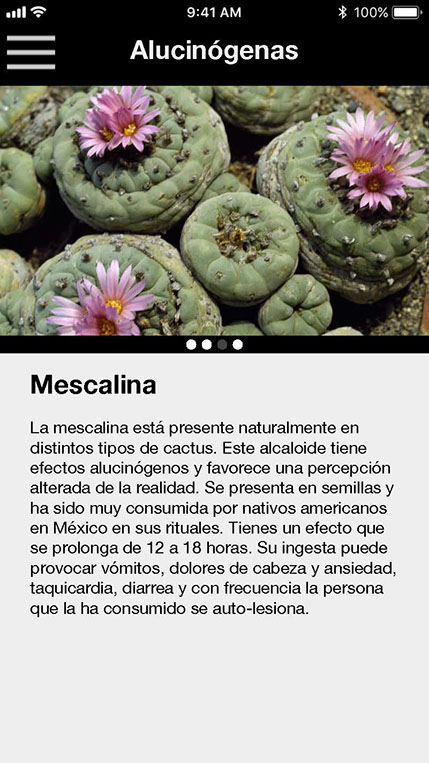 9:41 AM 100%
Alucinógenas
Mescalina
La mescalina está presente naturalmente en
distintos tipos de cactus. Este alcaloide tiene
efectos alucinógenos y favorece una percepción
alterada de la realidad. Se presenta en semillas y
ha sido muy consumida por nativos americanos
en México en sus rituales. Tienes un efecto que
se prolonga de 12 a 18 horas. Su ingesta puede
provocar vómitos, dolores de cabeza y ansiedad,
taquicardia, diarrea y con frecuencia la persona
que la ha consumido se auto-lesiona.